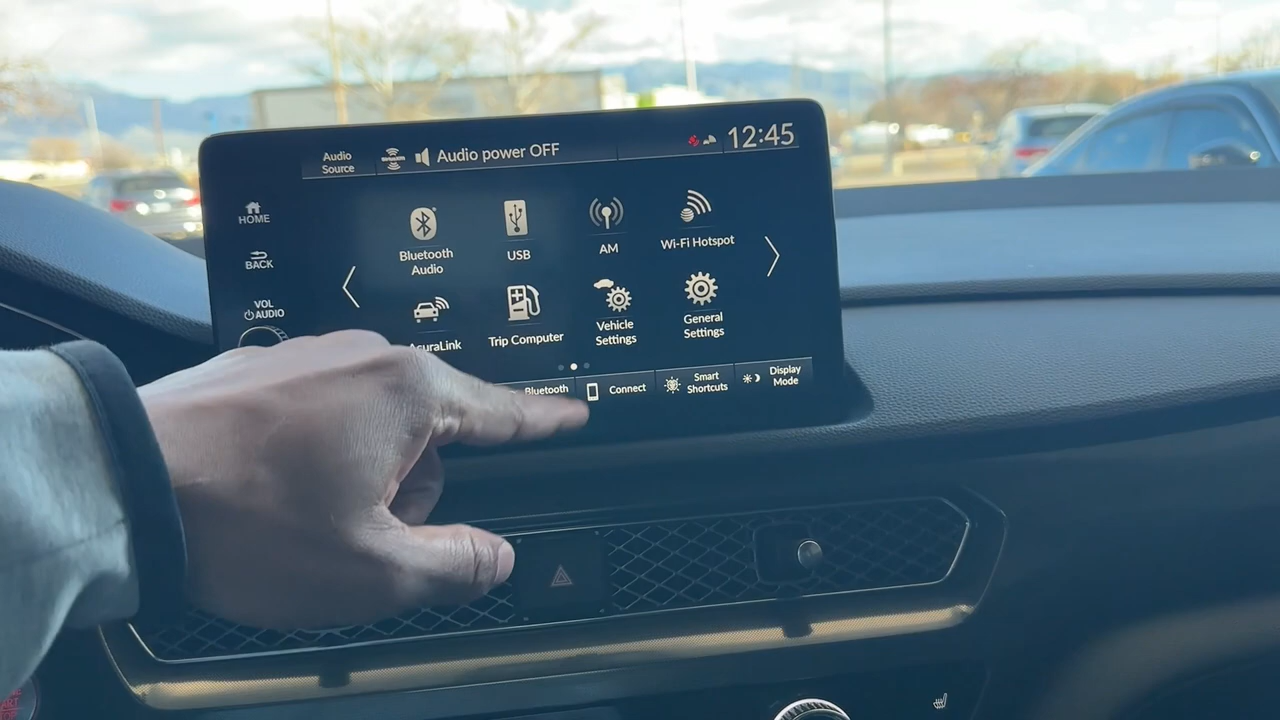 Audio
Source
SiriusXM
Audio power OFF
12:45
HOME
BACK
VOL
AUDIO
Bluetooth
Audio
USB
AM
Wi-Fi Hotspot
AcuraLink
Trip Computer
Vehicle
Settings
General
Settings
Bluetooth
Connect
Smart
Shortcuts
Display
Mode